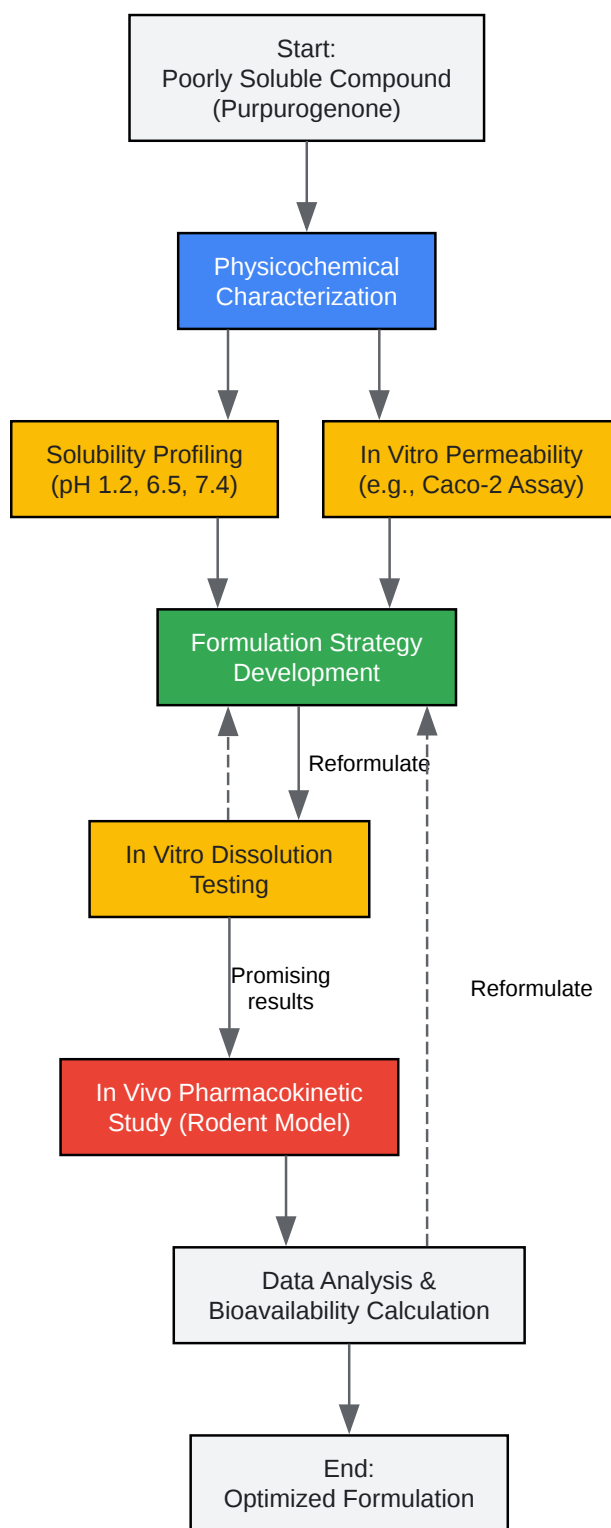 Start:
Poorly Soluble Compound
(Purpurogenone)
Physicochemical
Characterization
Solubility Profiling
(pH 1.2, 6.5, 7.4)
In Vitro Permeability
(e.g., Caco-2 Assay)
Formulation Strategy
Development
Reformulate
In Vitro Dissolution
Testing
Promising
results
Reformulate
In Vivo Pharmacokinetic
Study (Rodent Model)
Data Analysis &
Bioavailability Calculation
End:
Optimized Formulation